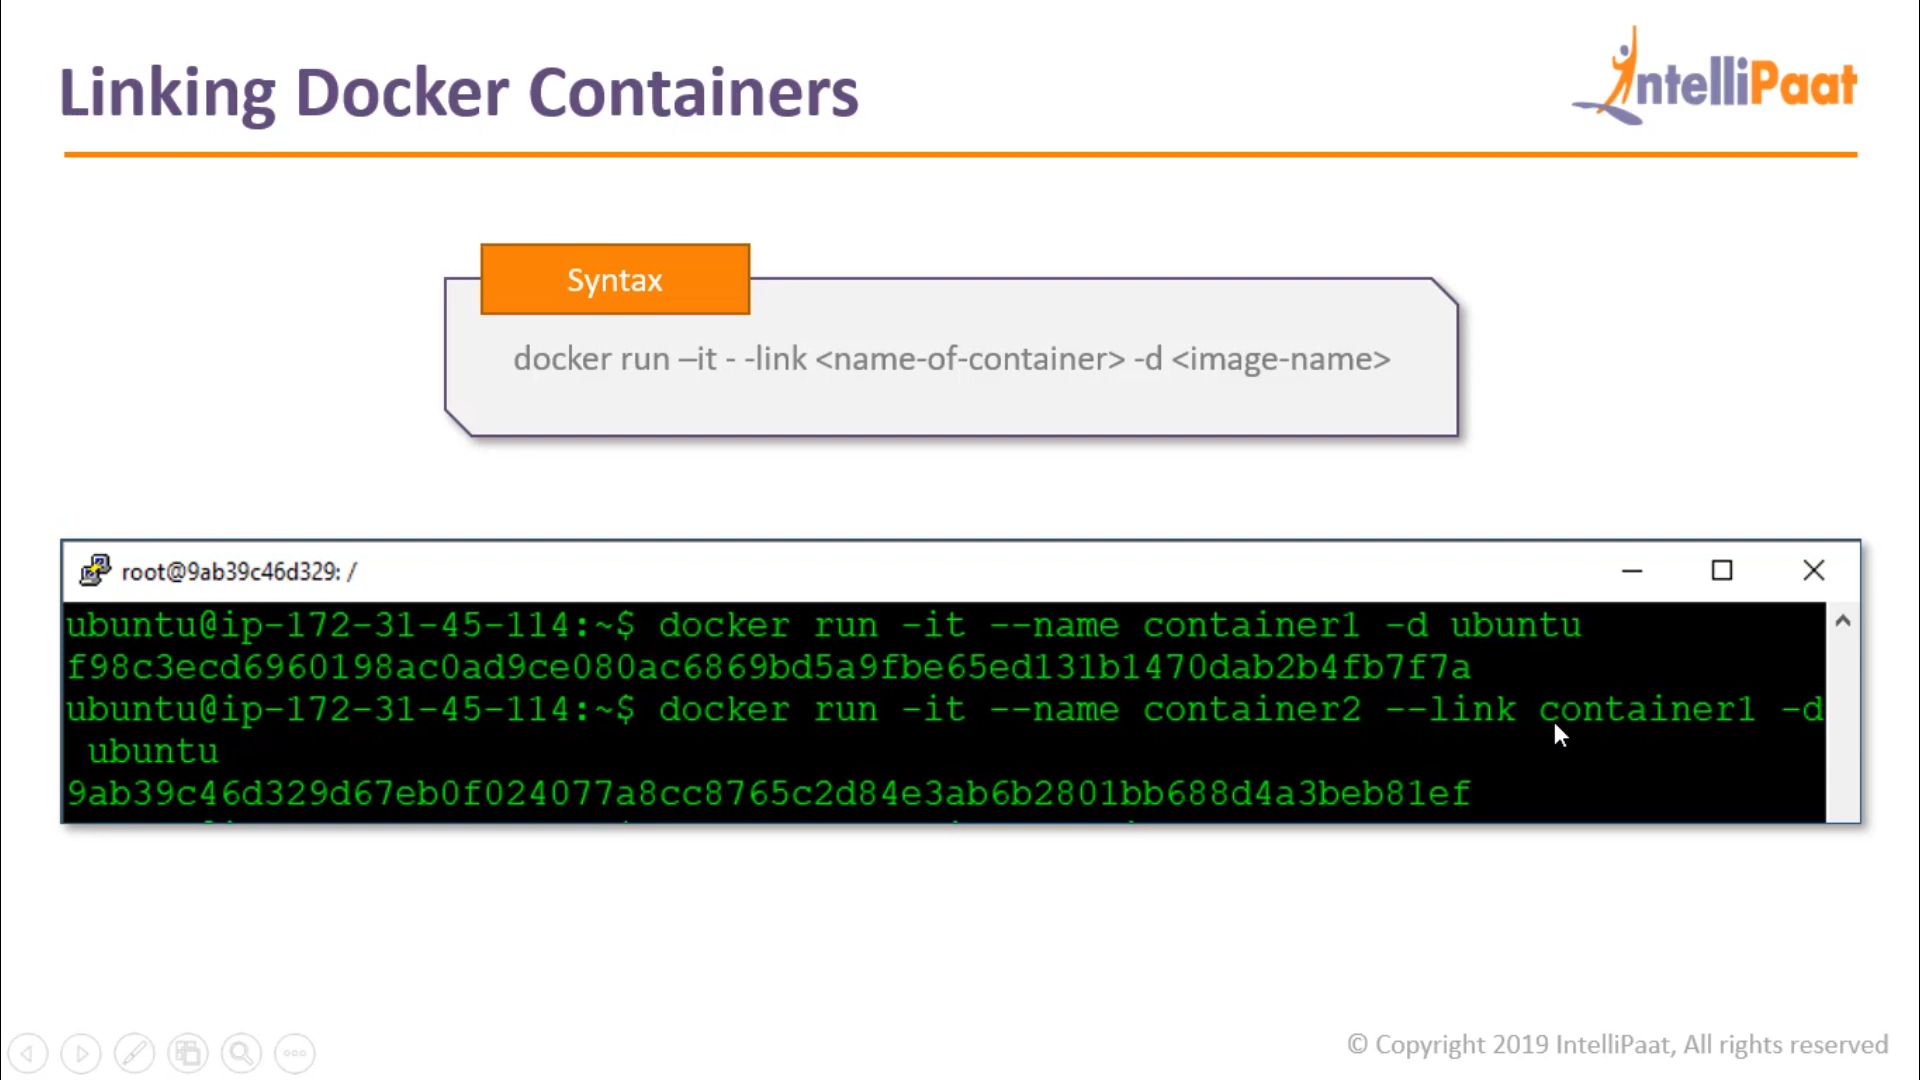 Linking Docker Containers
IntelliPaat
Syntax
docker run –it - -link <name-of-container> -d <image-name>
root@9ab39c46d329: /
ubuntu@ip-172-31-45-114:~$ docker run -it --name container1 -d ubuntu
f98c3ecd6960198ac0ad9ce080ac6869bd5a9fbe65ed131b1470dab2b4fb7f7a
ubuntu@ip-172-31-45-114:~$ docker run -it --name container2 --link container1 -d
ubuntu
9ab39c46d329d67eb0f024077a8cc8765c2d84e3ab6b2801bb688d4a3beb81ef
© Copyright 2019 IntelliPaat, All rights reserved